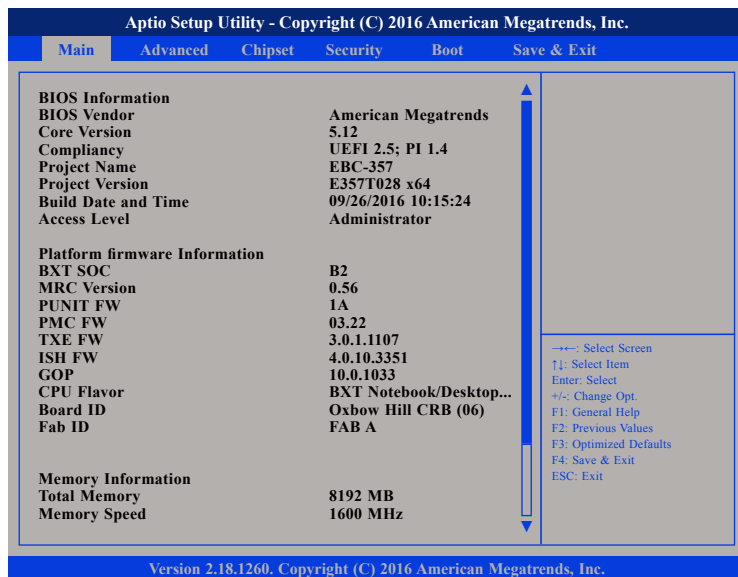 Aptio Setup Utility - Copyright (C) 2016 American Megatrends, Inc.
Main Advanced Chipset Security Boot Save & Exit
BIOS Information
BIOS Vendor American Megatrends
Core Version 5.12
Compliancy UEFI 2.5; PI 1.4
Project Name EBC-357
Project Version E357T028 x64
Build Date and Time 09/26/2016 10:15:24
Access Level Administrator
Platform firmware Information
BXT SOC B2
MRC Version 0.56
PUNIT FW 1A
PMC FW 03.22
TXE FW 3.0.1.1107
ISH FW 4.0.10.3351
GOP 10.0.1033
CPU Flavor BXT Notebook/Desktop...
Board ID Oxbow Hill CRB (06)
Fab ID FAB A
Memory Information
Total Memory 8192 MB
Memory Speed 1600 MHz
→←: Select Screen
↑↓: Select Item
Enter: Select
+/-: Change Opt.
F1: General Help
F2: Previous Values
F3: Optimized Defaults
F4: Save & Exit
ESC: Exit
Version 2.18.1260. Copyright (C) 2016 American Megatrends, Inc.